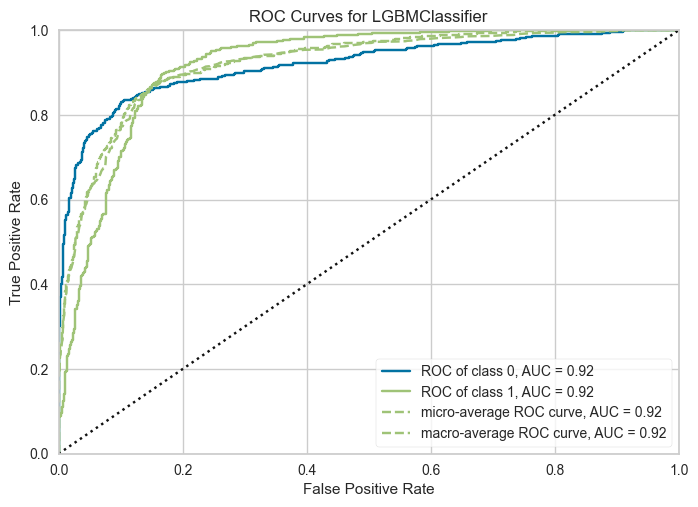 ROC Curves for LGBMClassifier
True Positive Rate
1.0
0.8
0.6
0.4
0.2
0.0
ROC of class 0, AUC = 0.92
ROC of class 1, AUC = 0.92
micro-average ROC curve, AUC = 0.92
macro-average ROC curve, AUC = 0.92
0.0 0.2 0.4 0.6 0.8 1.0
False Positive Rate